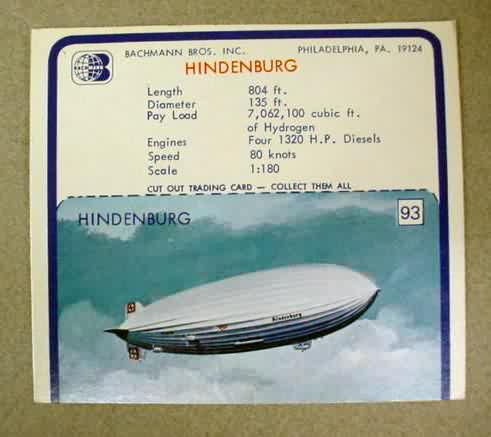 BACHMANN BROS. INC. PHILADELPHIA, PA. 19124
BACHMANN
HINDENBURG
Length 804 ft.
Diameter 135 ft.
Pay Load 7,062,100 cubic ft.
of Hydrogen
Engines Four 1320 H.P. Diesels
Speed 80 knots
Scale 1:180
CUT OUT TRADING CARD — COLLECT THEM ALL
HINDENBURG 93
Hindenburg